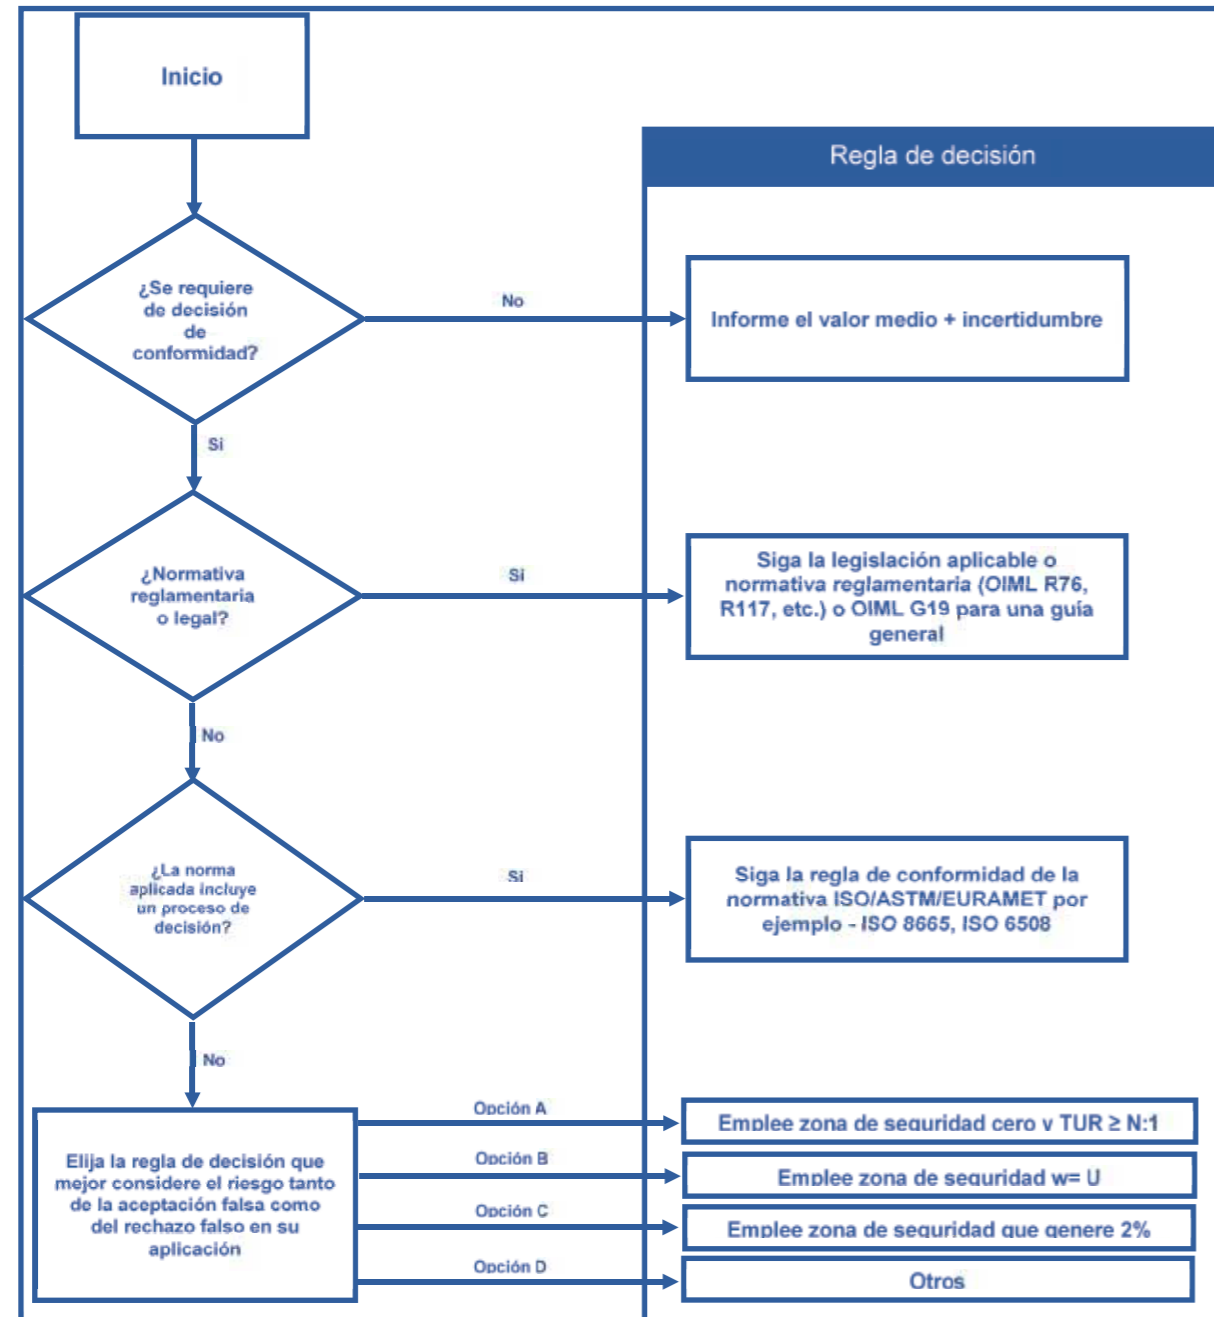 Inicio
Regla de decisión
¿Se requiere
de decisión
de
conformidad?
No
Informe el valor medio + incertidumbre
Si
¿Normativa
reglamentaria
o legal?
Si
Siga la legislación aplicable o
normativa reglamentaria (OIML R76,
R117, etc.) o OIML G19 para una guía
general
No
¿La norma
aplicada incluye
un proceso de
decisión?
Si
Siga la regla de conformidad de la
normativa ISO/ASTM/EURAMET por
ejemplo - ISO 8665, ISO 6508
No
Elija la regla de decisión que
mejor considere el riesgo tanto
de la aceptación falsa como
del rechazo falso en su
aplicación
Opción A
Emplee zona de seguridad cero y TUR ≥ N:1
Opción B
Emplee zona de seguridad w= U
Opción C
Emplee zona de seguridad que genere 2%
Opción D
Otros